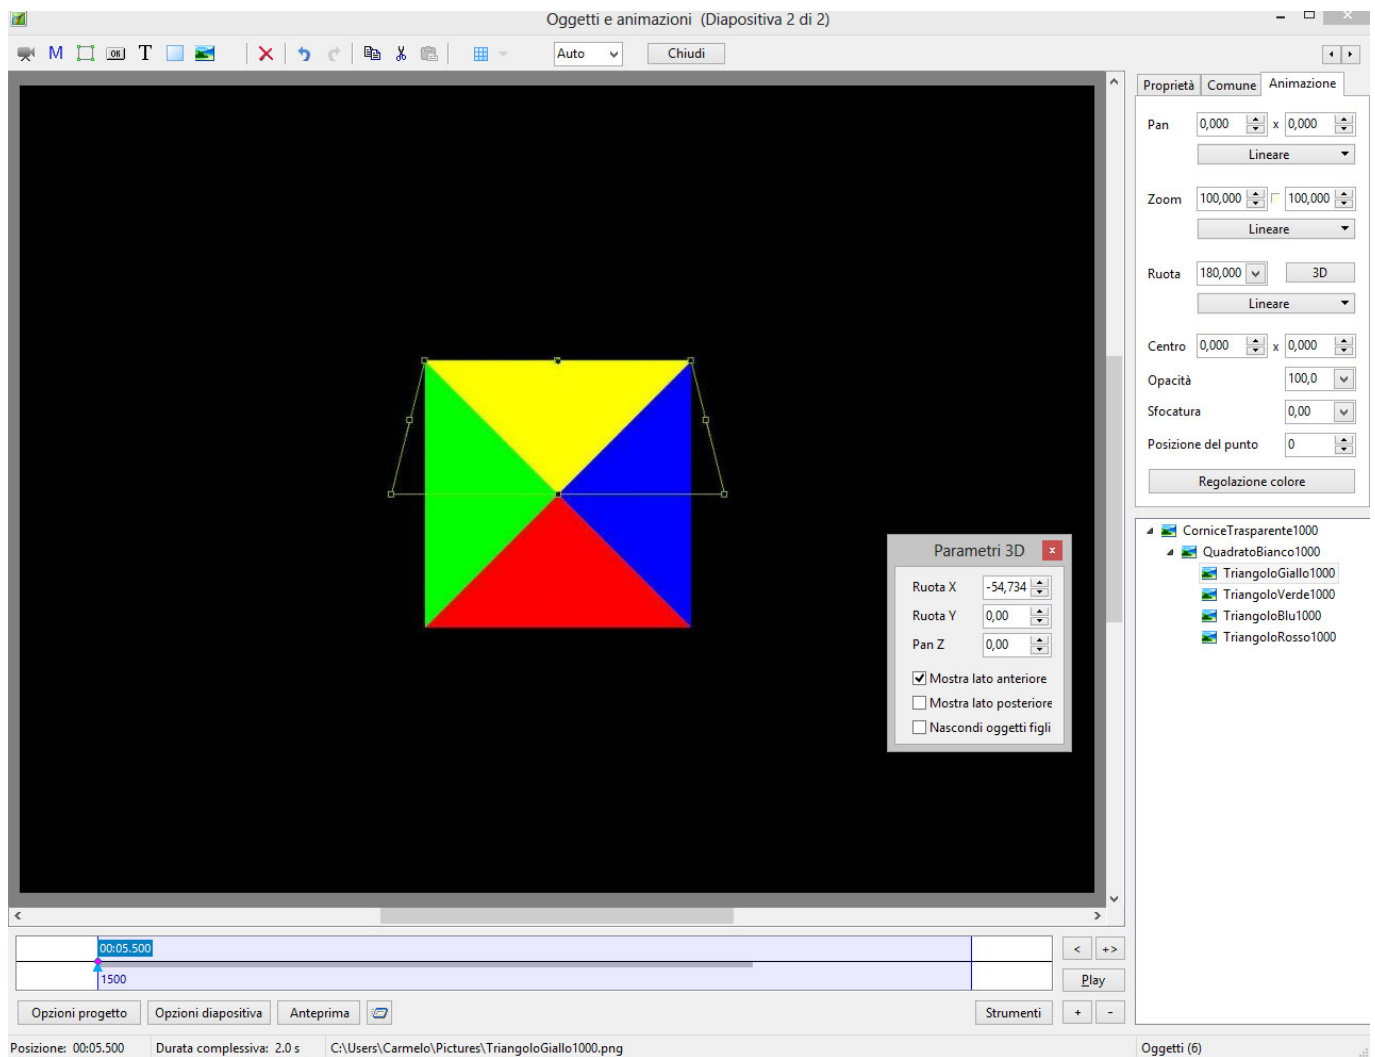 Oggetti e animazioni (Diapositiva 2 di 2)
M OK T Auto Chiudi
Proprietà Comune Animazione
Pan 0,000 x 0,000
Lineare
Zoom 100,000 100,000
Lineare
Ruota 180,000 3D
Lineare
Centro 0,000 x 0,000
Opacità 100,0
Sfocatura 0,00
Posizione del punto 0
Regolazione colore
CorniceTrasparente1000
QuadratoBianco1000
TriangoloGiallo1000
TriangoloVerde1000
TriangoloBlu1000
TriangoloRosso1000
Parametri 3D x
Ruota X -54,734
Ruota Y 0,00
Pan Z 0,00
Mostra lato anteriore
Mostra lato posteriore
Nascondi oggetti figli
00:05.500
1500
< +>
Play
Opzioni progetto Opzioni diapositiva Anteprima Strumenti + -
Posizione: 00:05.500 Durata complessiva: 2.0 s C:\Users\Carmelo\Pictures\TriangoloGiallo1000.png Oggetti (6)